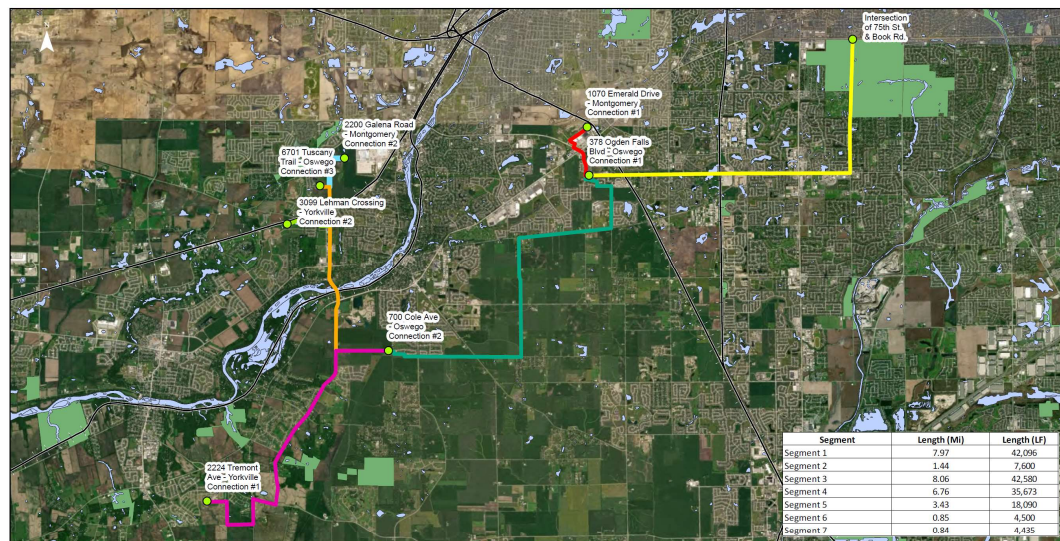 Intersection
of 75th St.
& Book Rd.
1070 Emerald Drive
- Montgomery
Connection #1
2200 Galena Road
- Montgomery
Connection #2
378 Ogden Falls
Blvd - Oswego
Connection #1
6701 Tuscany
Trail - Oswego
Connection #3
3099 Lehman Crossing
- Yorkville
Connection #2
700 Cole Ave
- Oswego
Connection #2
2224 Tremont
Ave - Yorkville
Connection #1
Segment Length (Mi) Length (LF)
Segment 1 7.97 42,096
Segment 2 1.44 7,600
Segment 3 8.06 42,580
Segment 4 6.76 35,673
Segment 5 3.43 18,090
Segment 6 0.85 4,500
Segment 7 0.84 4,435